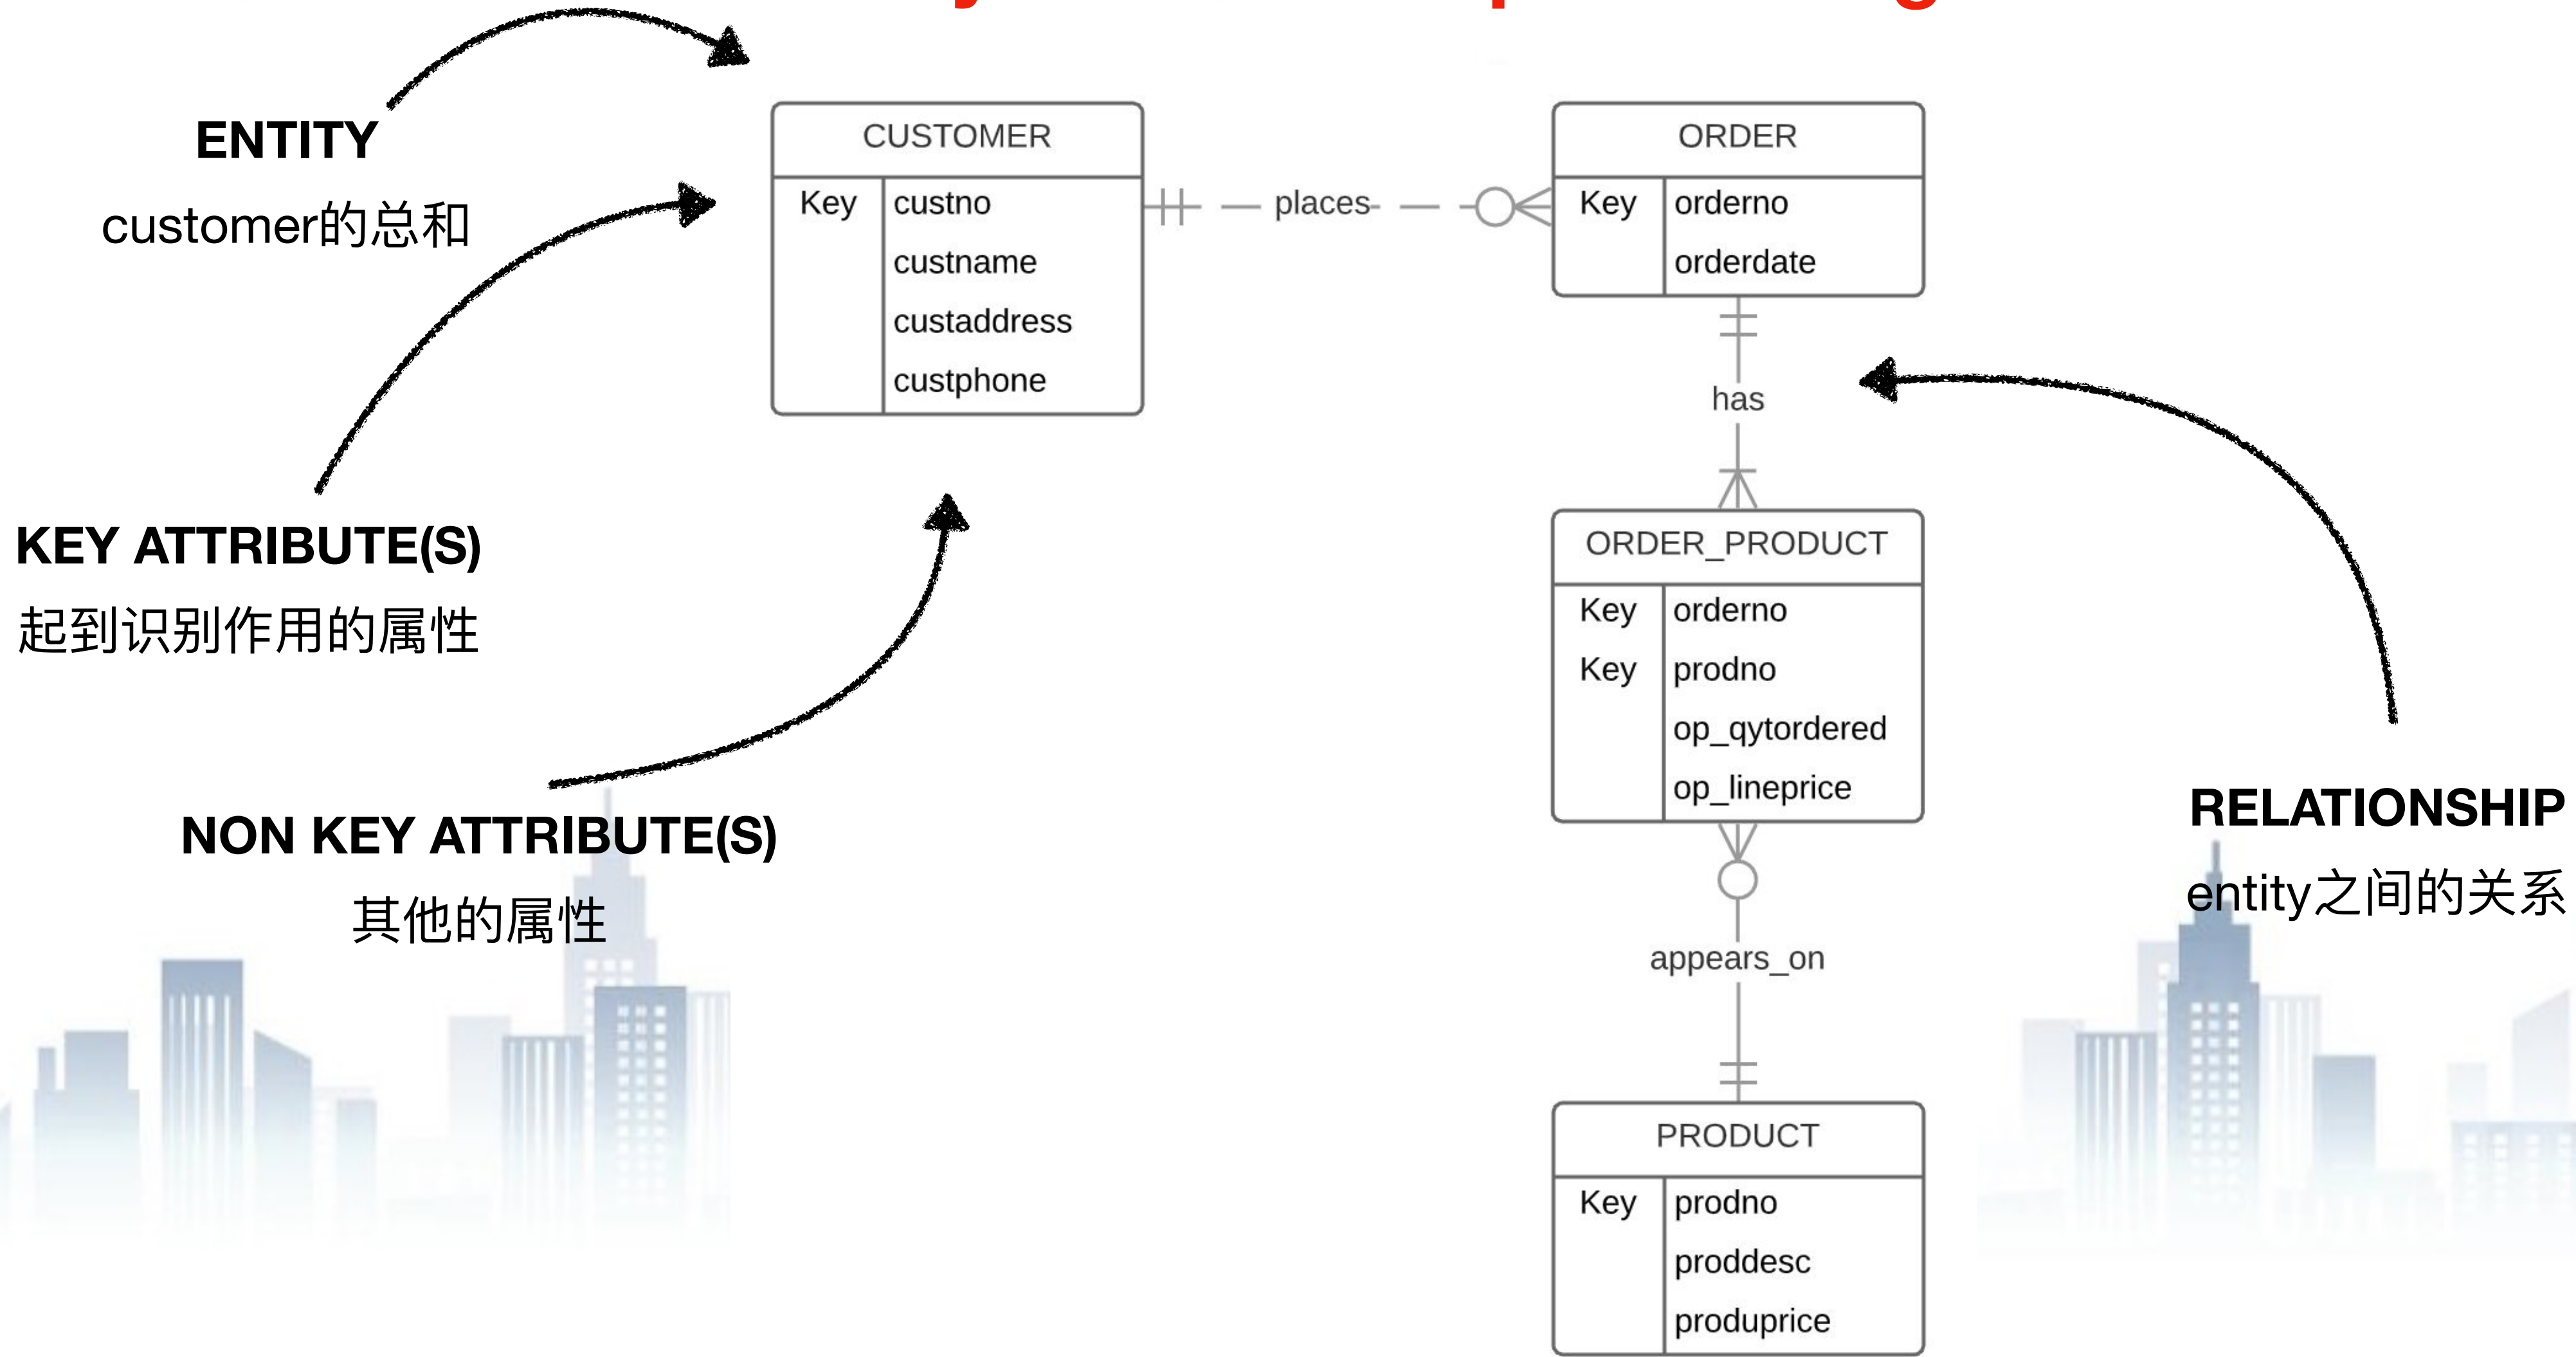 ENTITY
customer的总和
KEY ATTRIBUTE(S)
起到识别作用的属性
NON KEY ATTRIBUTE(S)
其他的属性
CUSTOMER
Key custno
custname
custaddress
custphone
places
ORDER
Key orderno
orderdate
has
ORDER_PRODUCT
Key orderno
Key prodno
op_qytordered
op_lineprice
appears_on
PRODUCT
Key prodno
proddesc
produprice
RELATIONSHIP
entity之间的关系